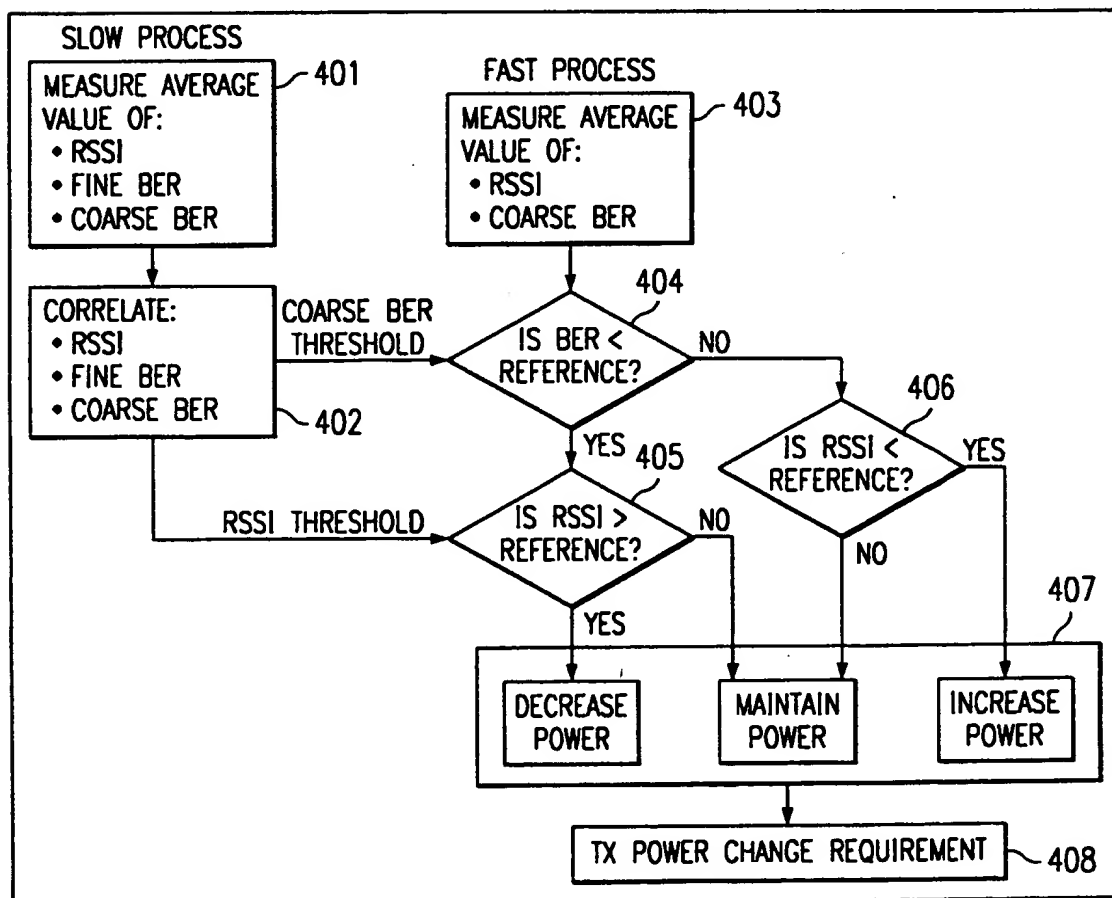 SLOW PROCESS
401
MEASURE AVERAGE
VALUE OF:
• RSSI
• FINE BER
• COARSE BER
FAST PROCESS
403
MEASURE AVERAGE
VALUE OF:
• RSSI
• COARSE BER
CORRELATE:
• RSSI
• FINE BER
• COARSE BER
402
COARSE BER
THRESHOLD
404
IS BER <
REFERENCE?
NO
YES
406
IS RSSI <
REFERENCE?
YES
NO
RSSI THRESHOLD
405
IS RSSI >
REFERENCE?
NO
YES
407
DECREASE
POWER
MAINTAIN
POWER
INCREASE
POWER
TX POWER CHANGE REQUIREMENT
408